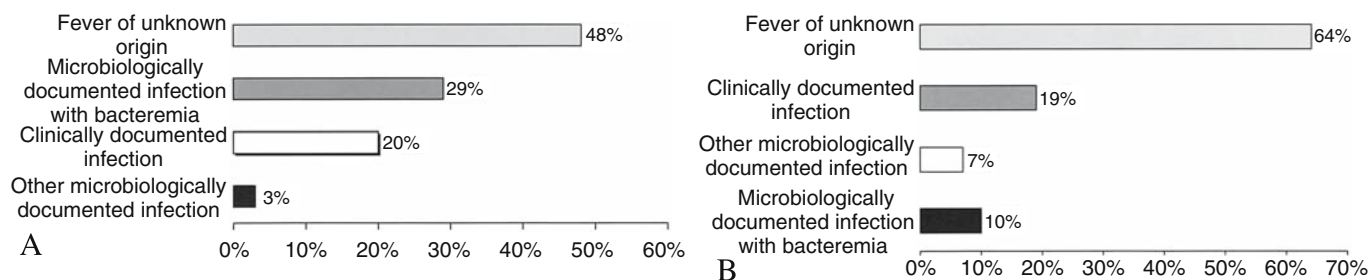 Fever of unknown
origin
48%
Microbiologically
documented infection
with bacteremia
29%
Clinically documented
infection
20%
Other microbiologically
documented infection
3%
0% 10% 20% 30% 40% 50% 60%
A
Fever of unknown
origin
64%
Clinically documented
infection
19%
Other microbiologically
documented infection
7%
Microbiologically
documented infection
with bacteremia
10%
0% 10% 20% 30% 40% 50% 60% 70%
B